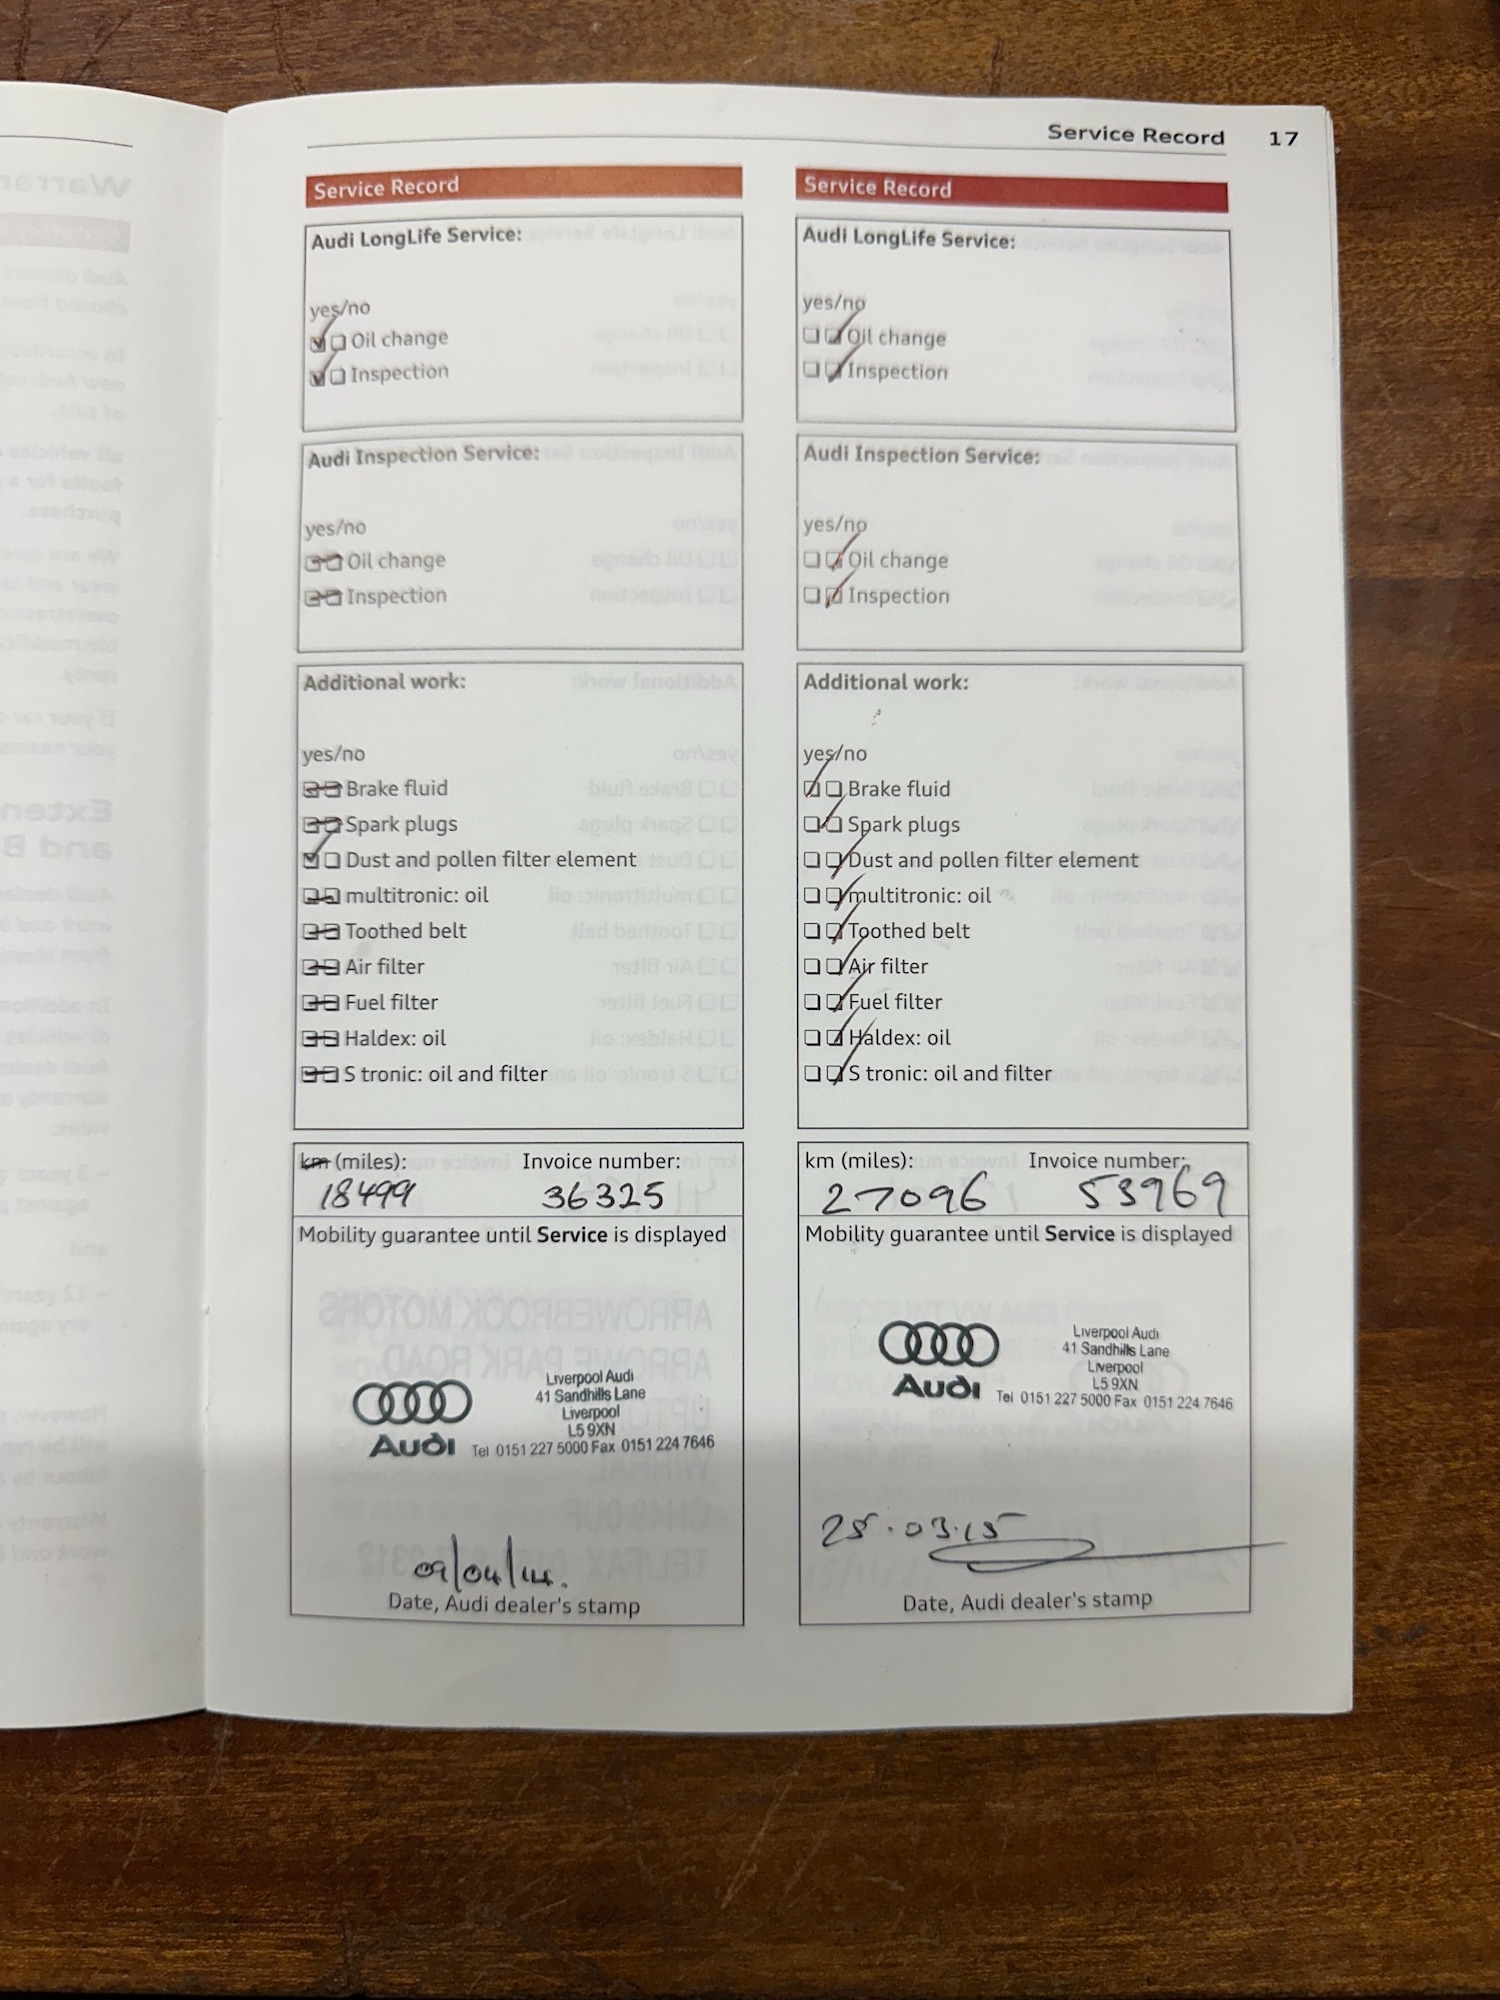 Service Record 17
Service Record
Audi LongLife Service:
yes/no
Oil change
Inspection
Audi Inspection Service:
yes/no
Oil change
Inspection
Additional work:
yes/no
Brake fluid
Spark plugs
Dust and pollen filter element
multitronic: oil
Toothed belt
Air filter
Fuel filter
Haldex: oil
S tronic: oil and filter
km (miles): Invoice number:
18499 36325
Mobility guarantee until Service is displayed
Audi
Liverpool Audi
41 Sandhills Lane
Liverpool
L5 9XN
Tel 0151 227 5000 Fax 0151 224 7646
09/04/14.
Date, Audi dealer's stamp
Service Record
Audi LongLife Service:
yes/no
Oil change
Inspection
Audi Inspection Service:
yes/no
Oil change
Inspection
Additional work:
yes/no
Brake fluid
Spark plugs
Dust and pollen filter element
multitronic: oil
Toothed belt
Air filter
Fuel filter
Haldex: oil
S tronic: oil and filter
km (miles): Invoice number:
27096 53969
Mobility guarantee until Service is displayed
Audi
Liverpool Audi
41 Sandhills Lane
Liverpool
L5 9XN
Tel 0151 227 5000 Fax 0151 224 7646
25.03.15
Date, Audi dealer's stamp